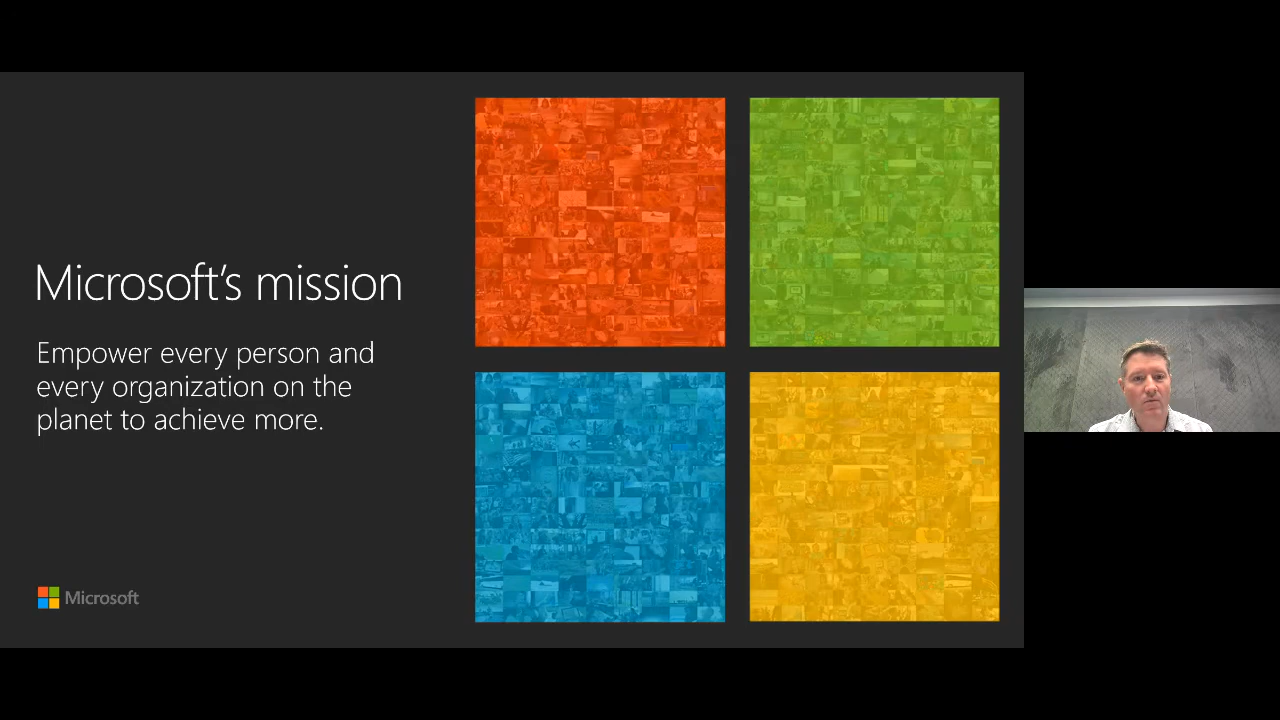 Microsoft's mission
Empower every person and
every organization on the
planet to achieve more.
Microsoft